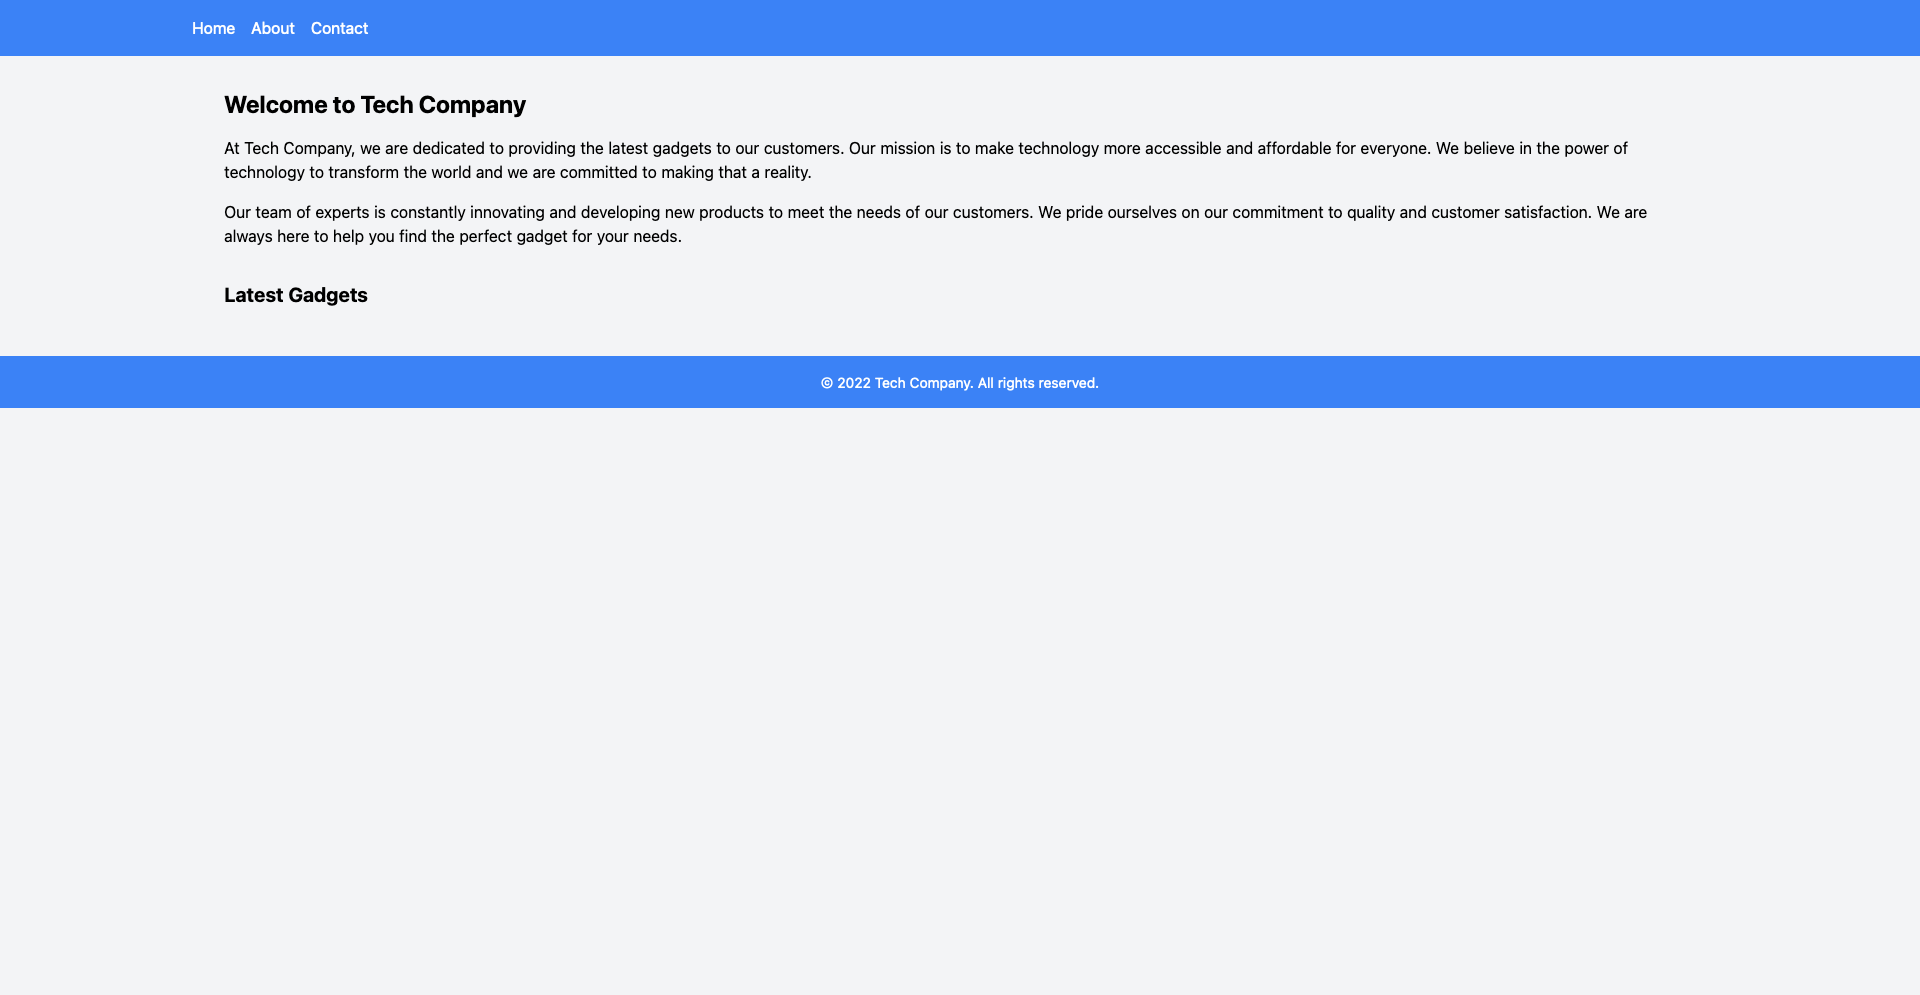 Home About Contact
Welcome to Tech Company
At Tech Company, we are dedicated to providing the latest gadgets to our customers. Our mission is to make technology more accessible and affordable for everyone. We believe in the power of
technology to transform the world and we are committed to making that a reality.
Our team of experts is constantly innovating and developing new products to meet the needs of our customers. We pride ourselves on our commitment to quality and customer satisfaction. We are
always here to help you find the perfect gadget for your needs.
Latest Gadgets
© 2022 Tech Company. All rights reserved.